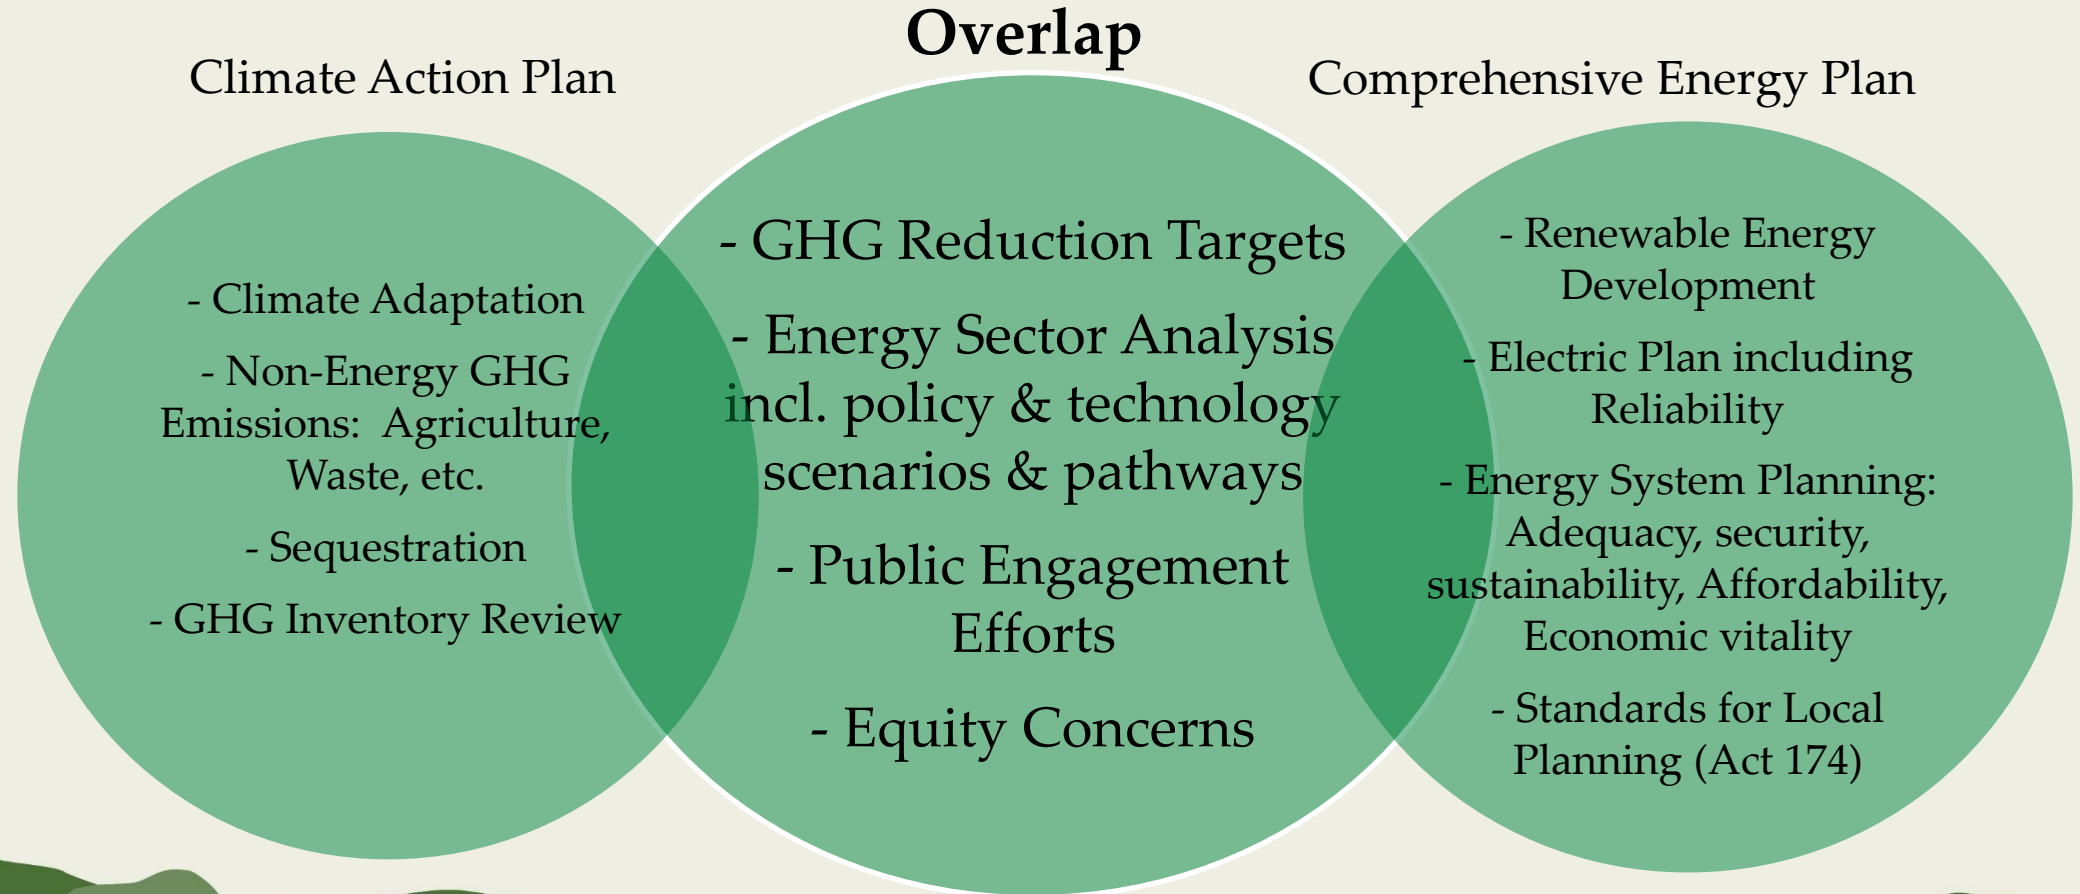 Overlap
Climate Action Plan
Comprehensive Energy Plan
- Climate Adaptation
- Non-Energy GHG
Emissions:  Agriculture,
Waste, etc.
- Sequestration
- GHG Inventory Review
- GHG Reduction Targets
- Energy Sector Analysis
incl. policy & technology
scenarios & pathways
- Public Engagement
Efforts
- Equity Concerns
- Renewable Energy
Development
- Electric Plan including
Reliability
- Energy System Planning:
Adequacy, security,
sustainability, Affordability,
Economic vitality
- Standards for Local
Planning (Act 174)